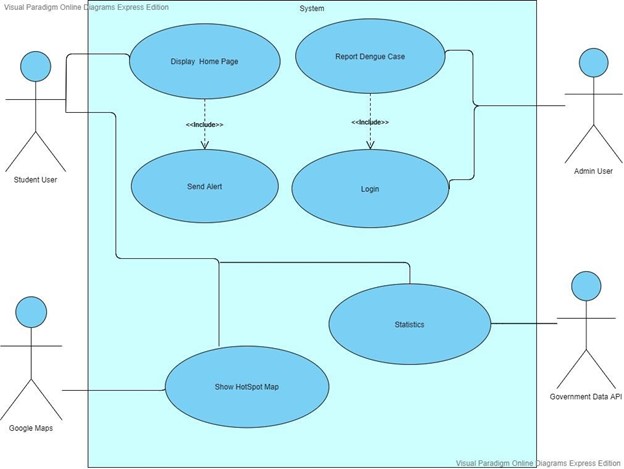 Visual Paradigm Online Diagrams Express Edition
System
Display Home Page
Report Dengue Case
<<Include>>
<<Include>>
Student User
Admin User
Send Alert
Login
Statistics
Show HotSpot Map
Google Maps
Government Data API
Visual Paradigm Online Diagrams Express Edition